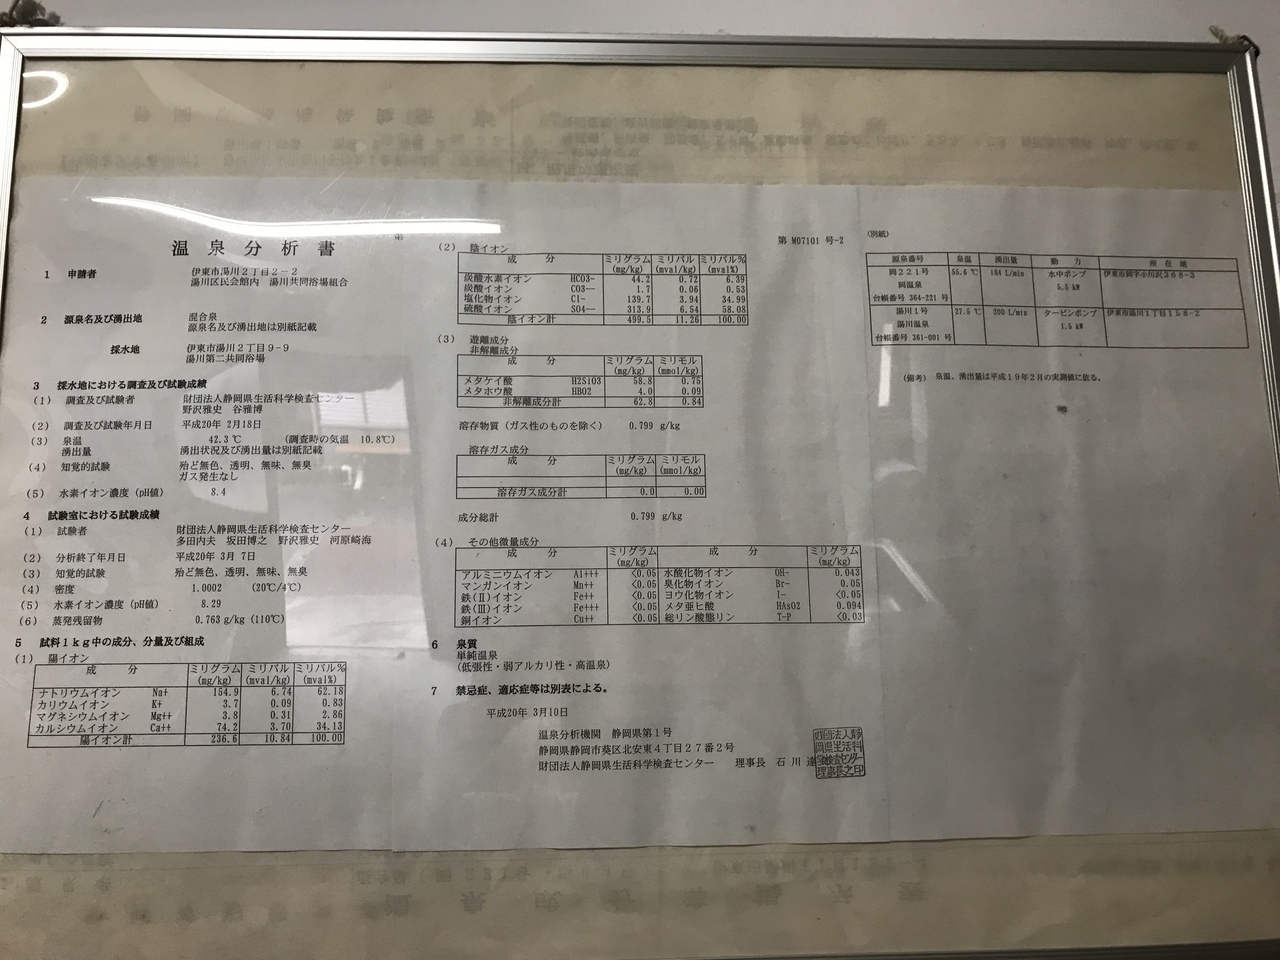 温泉分析書
1 申請者 伊東市湯川2丁目2-2
湯川区民会館内 湯川共同浴場組合
2 源泉名及び湧出地 混合泉
源泉名及び湧出地は別紙記載
採水地 伊東市湯川2丁目9-9
湯川第二共同浴場
3 採水地における調査及び試験成績
(1) 調査及び試験者 財団法人静岡県生活科学検査センター
野沢雅史 谷雅博
(2) 調査及び試験年月日 平成20年 2月18日
(3) 泉温 42.3 ℃ (調査時の気温 10.8℃)
湧出量 湧出状況及び湧出量は別紙記載
(4) 知覚的試験 殆ど無色、透明、無味、無臭
ガス発生なし
(5) 水素イオン濃度 (pH値) 8.4
4 試験室における試験成績
(1) 試験者 財団法人静岡県生活科学検査センター
多田内夫 坂田博之 野沢雅史 河原崎海
(2) 分析終了年月日 平成20年 3月 7日
(3) 知覚的試験 殆ど無色、透明、無味、無臭
(4) 密度 1.0002 (20℃/4℃)
(5) 水素イオン濃度 (pH値) 8.29
(6) 蒸発残留物 0.763 g/kg (110℃)
5 試料1kg中の成分、分量及び組成
(1) 陽イオン
成 分 ミリグラム (mg/kg) ミリバル (mval/kg) ミリバル% (mval%)
ナトリウムイオン Na+ 154.9 6.74 62.18
カリウムイオン K+ 3.7 0.09 0.83
マグネシウムイオン Mg++ 3.8 0.31 2.86
カルシウムイオン Ca++ 74.2 3.70 34.13
陽イオン計 236.6 10.84 100.00
第 M07101 号-2
(2) 陰イオン
成 分 ミリグラム (mg/kg) ミリバル (mval/kg) ミリバル% (mval%)
炭酸水素イオン HCO3- 44.2 0.72 6.39
炭酸イオン CO3-- 1.7 0.06 0.53
塩化物イオン Cl- 139.7 3.94 34.99
硫酸イオン SO4-- 313.9 6.54 58.08
陰イオン計 499.5 11.26 100.00
(3) 遊離成分
非解離成分
成 分 ミリグラム (mg/kg) ミリモル (mmol/kg)
メタケイ酸 H2SiO3 58.8 0.75
メタホウ酸 HBO2 4.0 0.09
非解離成分計 62.8 0.84
溶存物質 (ガス性のものを除く) 0.799 g/kg
溶存ガス成分
成 分 ミリグラム (mg/kg) ミリモル (mmol/kg)
溶存ガス成分計 0.0 0.00
成分総計 0.799 g/kg
(4) その他微量成分
成 分 ミリグラム (mg/kg) 成 分 ミリグラム (mg/kg)
アルミニウムイオン Al+++ <0.05 水酸化物イオン OH- 0.043
マンガンイオン Mn++ <0.05 臭化物イオン Br- 0.05
鉄(Ⅱ)イオン Fe++ <0.05 ヨウ化物イオン I- <0.05
鉄(Ⅲ)イオン Fe+++ <0.05 メタ亜ヒ酸 HAsO2 0.094
銅イオン Cu++ <0.05 総リン酸態リン T-P <0.03
6 泉質
単純温泉
(低張性・弱アルカリ性・高温泉)
7 禁忌症、適応症等は別表による。
平成20年 3月10日
温泉分析機関 静岡県第1号
静岡県静岡市葵区北安東4丁目27番2号
財団法人静岡県生活科学検査センター 理事長 石川
(別紙)
源泉番号 泉温 湧出量 動 力 所 在 地
岡221号 55.6 ℃ 164 L/min 水中ポンプ 伊東市岡字小川沢268-3
岡温泉 5.5 kW
台帳番号 364-221 号
湯川1号 27.5 ℃ 200 L/min タービンポンプ 伊東市湯川1丁目158-2
湯川温泉 1.5 kW
台帳番号 361-001 号
(備考) 泉温、湧出量は平成19年2月の実測値に依る。